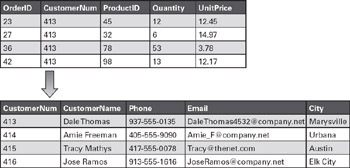 OrderID CustomerNum ProductID Quantity UnitPrice
23 413 45 12 12.45
27 413 32 6 14.97
36 413 78 53 3.78
42 413 98 13 12.17
CustomerNum CustomerName Phone Email City
413 DaleThomas 937-555-0135 DaleThomas4532@company.net Marysville
414 Amie Freeman 405-555-9090 Amie_F@company.net Urbana
415 Tracy Mathys 417-555-0078 Tracy@thenet.com Austin
416 Jose Ramos 913-555-1616 JoseRamos@company.net Elk City